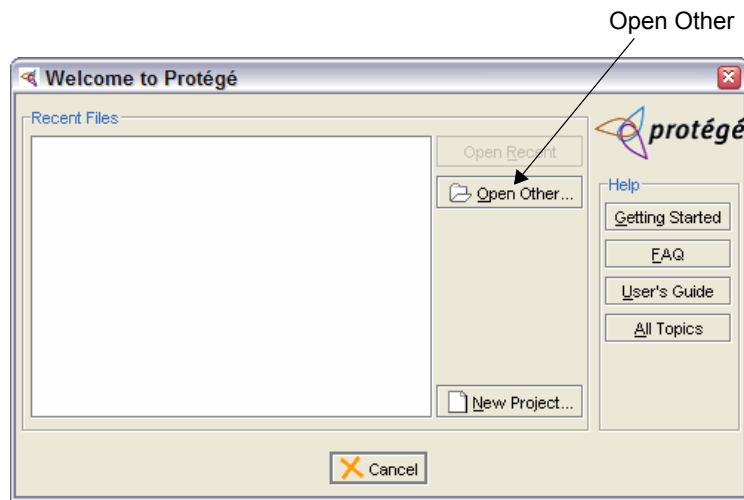 Open Other
Welcome to Protégé
Recent Files
Open Recent
Open Other...
New Project...
protégé
Help
Getting Started
FAQ
User's Guide
All Topics
Cancel